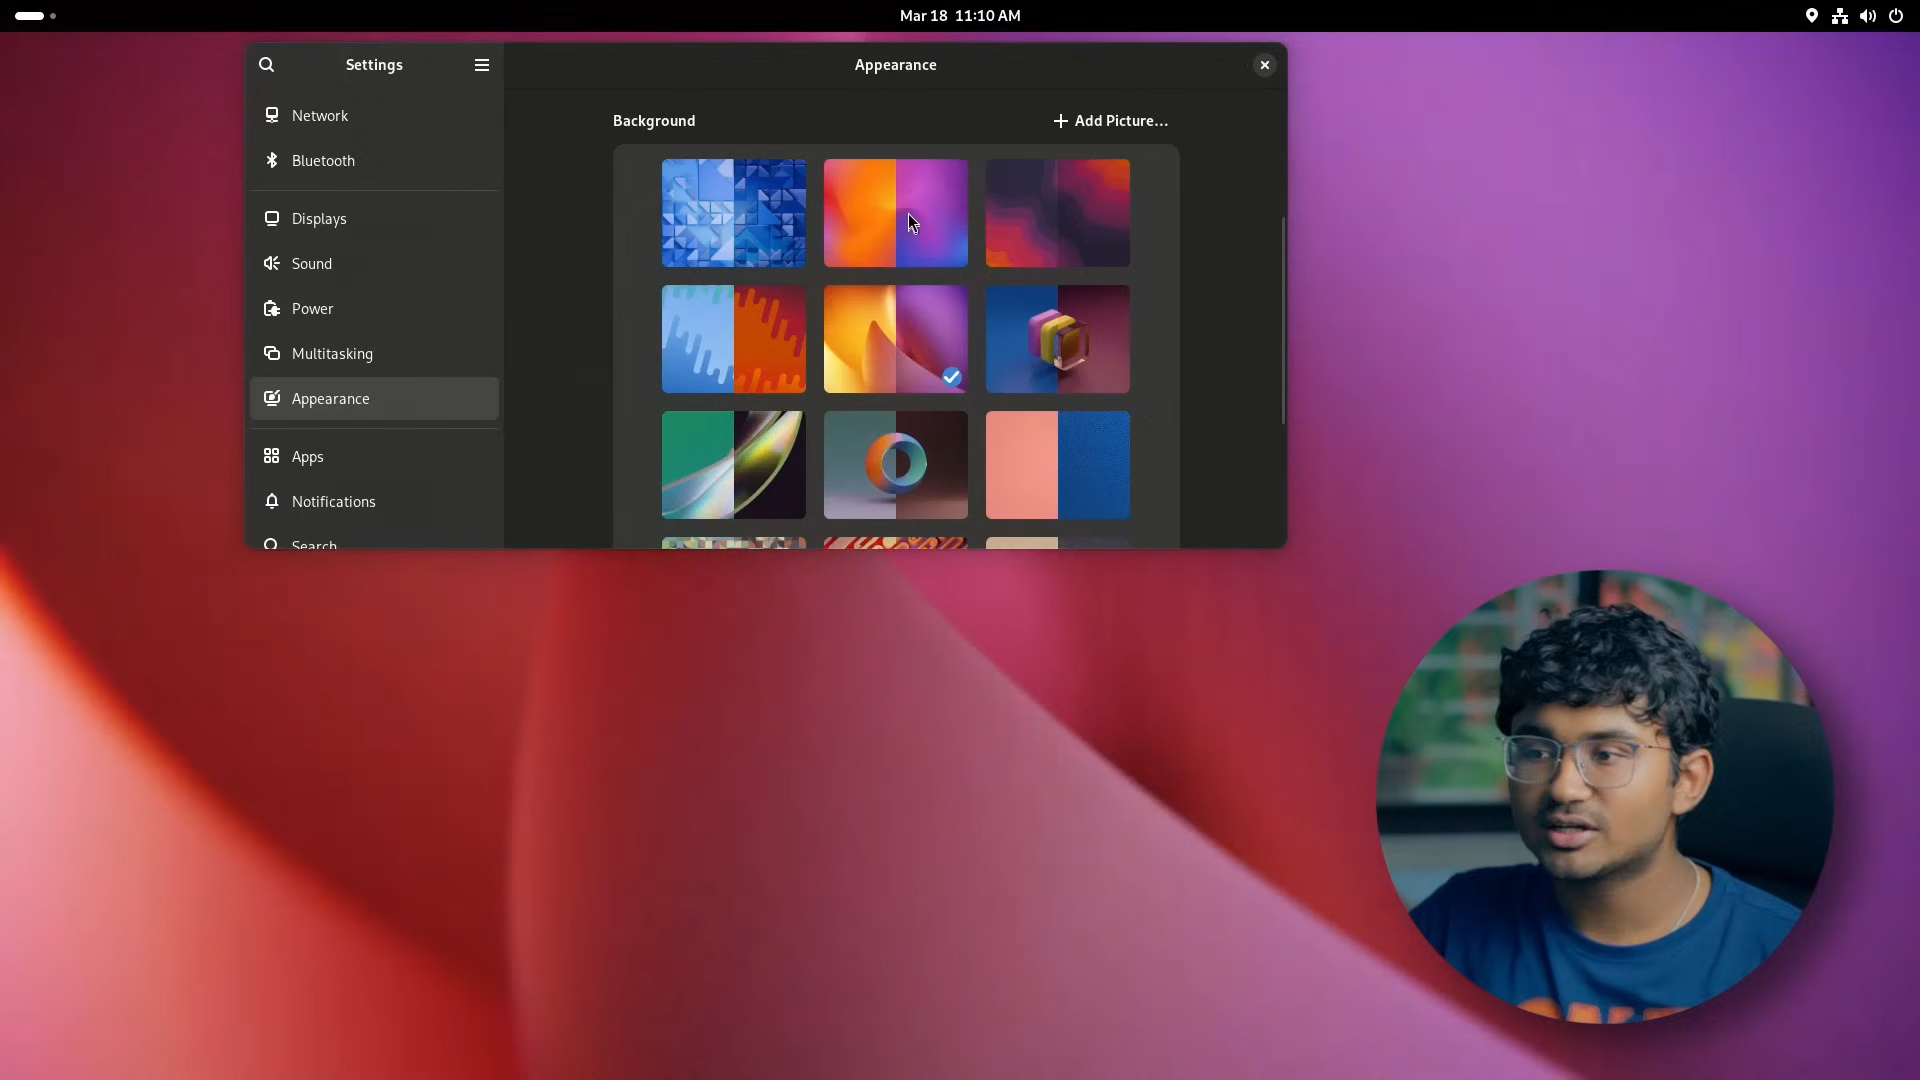 Mar 18 11:10 AM
Settings
Appearance
Network
Bluetooth
Displays
Sound
Power
Multitasking
Appearance
Apps
Notifications
Search
Background
Add Picture...